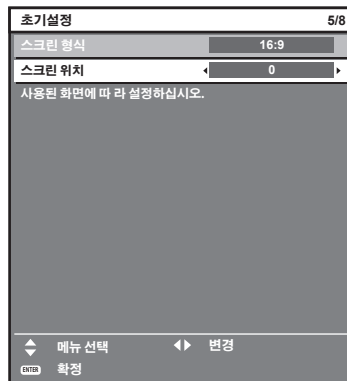 초기설정 5/8
스크린 형식 16:9
스크린 위치 0
사용된 화면에 따 라 설정하십시오.
메뉴 선택 변경
ENTER 확정